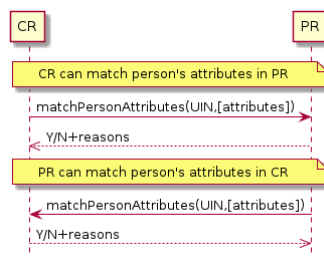 CR PR
CR can match person's attributes in PR
matchPersonAttributes(UIN,[attributes])
Y/N+reasons
PR can match person's attributes in CR
matchPersonAttributes(UIN,[attributes])
Y/N+reasons